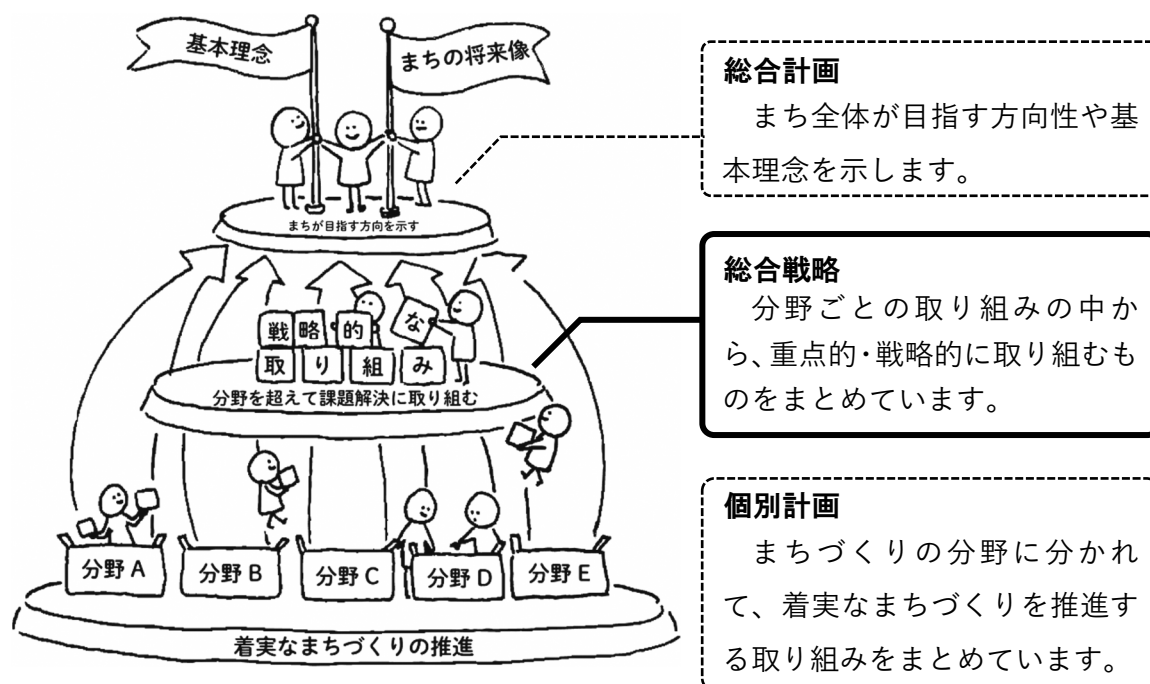 基本理念
まちの将来像
まちが目指す方向を示す
戦略的な
取り組み
分野を超えて課題解決に取り組む
分野A
分野B
分野C
分野D
分野E
着実なまちづくりの推進
総合計画
まち全体が目指す方向性や基
本理念を示します。
総合戦略
分野ごとの取り組みの中か
ら、重点的・戦略的に取り組むも
のをまとめています。
個別計画
まちづくりの分野に分かれ
て、着実なまちづくりを推進す
る取り組みをまとめています。